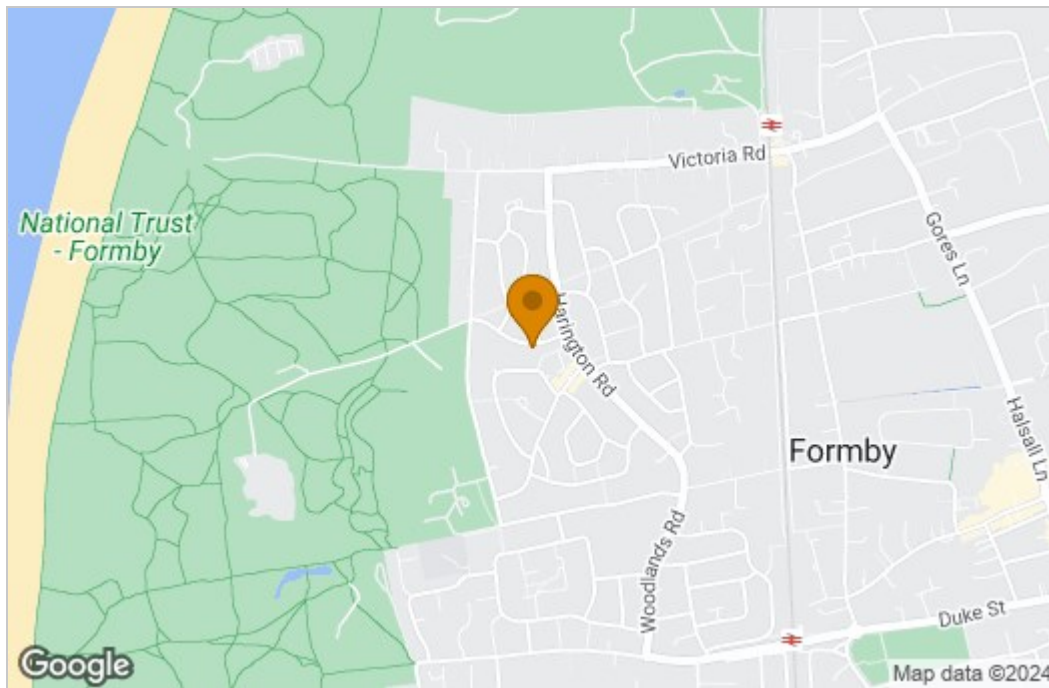 Victoria Rd
National Trust
- Formby
Gores Ln
Harington Rd
Halsall Ln
Formby
Woodlands Rd
Duke St
Google
Map data ©2024